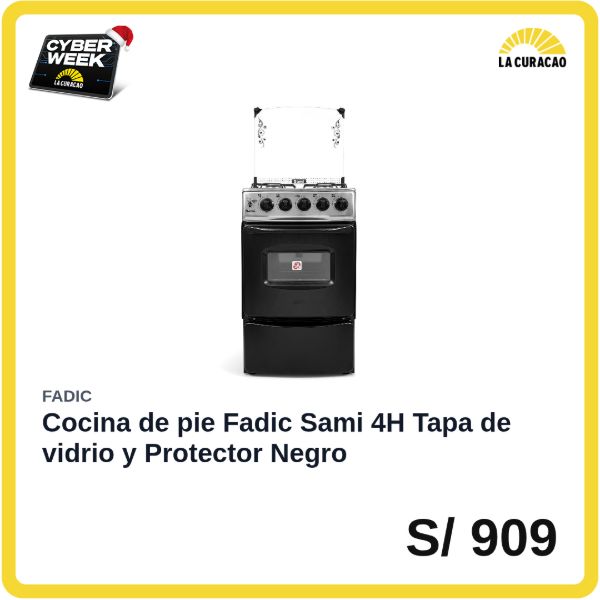 CYBER
WEEK
LA CURACAO
LA CURACAO
FADIC
Cocina de pie Fadic Sami 4H Tapa de
vidrio y Protector Negro
S/ 909